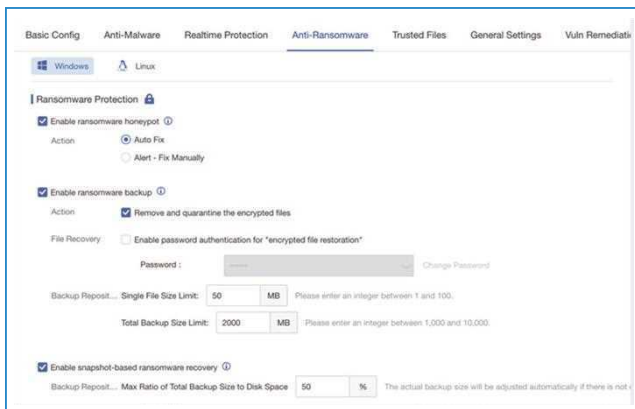 Basic Config Anti-Malware Realtime Protection Anti-Ransomware Trusted Files General Settings Vuln Remediati
Windows Linux
Ransomware Protection
Enable ransomware honeypot
Action Auto Fix
Alert - Fix Manually
Enable ransomware backup
Action Remove and quarantine the encrypted files
File Recovery Enable password authentication for "encrypted file restoration"
Password : Change Password
Backup Reposit... Single File Size Limit: 50 MB Please enter an integer between 1 and 100.
Total Backup Size Limit: 2000 MB Please enter an integer between 1,000 and 10,000.
Enable snapshot-based ransomware recovery
Backup Reposit... Max Ratio of Total Backup Size to Disk Space 50 % The actual backup size will be adjusted automatically if there is not